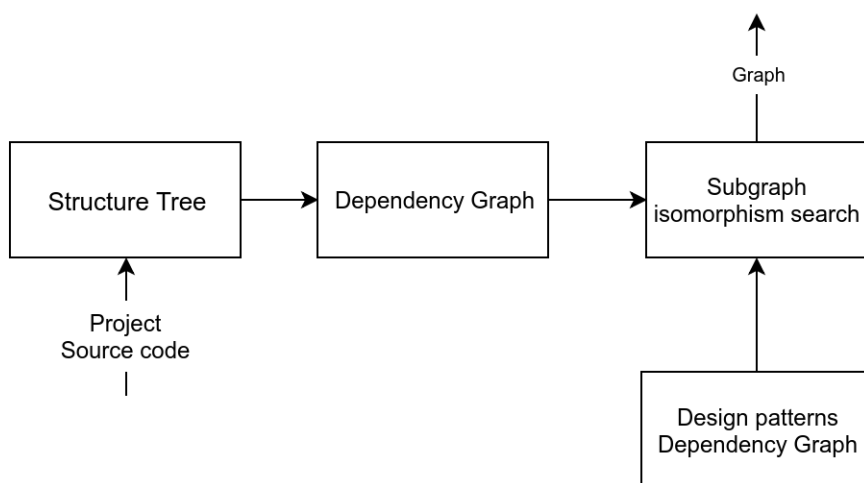 Graph
Structure Tree
Dependency Graph
Subgraph
isomorphism search
Project
Source code
Design patterns
Dependency Graph